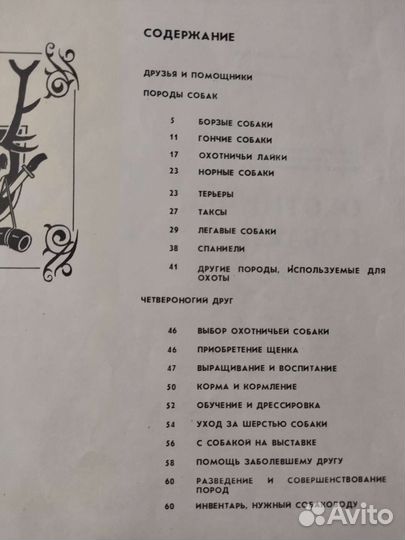 СОДЕРЖАНИЕ
ДРУЗЬЯ И ПОМОЩНИКИ
ПОРОДЫ СОБАК
5 БОРЗЫЕ СОБАКИ
11 ГОНЧИЕ СОБАКИ
17 ОХОТНИЧЬИ ЛАЙКИ
23 НОРНЫЕ СОБАКИ
23 ТЕРЬЕРЫ
27 ТАКСЫ
29 ЛЕГАВЫЕ СОБАКИ
38 СПАНИЕЛИ
41 ДРУГИЕ ПОРОДЫ, ИСПОЛЬЗУЕМЫЕ ДЛЯ
ОХОТЫ
ЧЕТВЕРОНОГИЙ ДРУГ
46 ВЫБОР ОХОТНИЧЬЕЙ СОБАКИ
46 ПРИОБРЕТЕНИЕ ЩЕНКА
47 ВЫРАЩИВАНИЕ И ВОСПИТАНИЕ
50 КОРМА И КОРМЛЕНИЕ
52 ОБУЧЕНИЕ И ДРЕССИРОВКА
54 УХОД ЗА ШЕРСТЬЮ СОБАКИ
56 С СОБАКОЙ НА ВЫСТАВКЕ
58 ПОМОЩЬ ЗАБОЛЕВШЕМУ ДРУГУ
60 РАЗВЕДЕНИЕ И СОВЕРШЕНСТВОВАНИЕ
ПОРОД
60 ИНВЕНТАРЬ, НУЖНЫЙ СОБАКОВОДУ
Avito